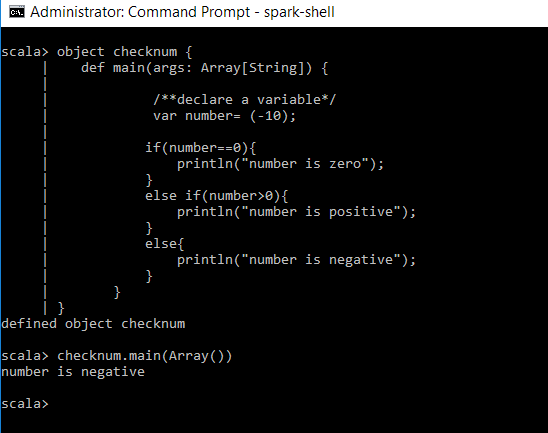 Administrator: Command Prompt - spark-shell
scala> object checknum {
     |    def main(args: Array[String]) {
     |
     |             /**declare a variable*/
     |             var number= (-10);
     |
     |            if(number==0){
     |                println("number is zero");
     |            }
     |            else if(number>0){
     |                println("number is positive");
     |            }
     |            else{
     |                println("number is negative");
     |            }
     |        }
     | }
defined object checknum
scala> checknum.main(Array())
number is negative
scala>